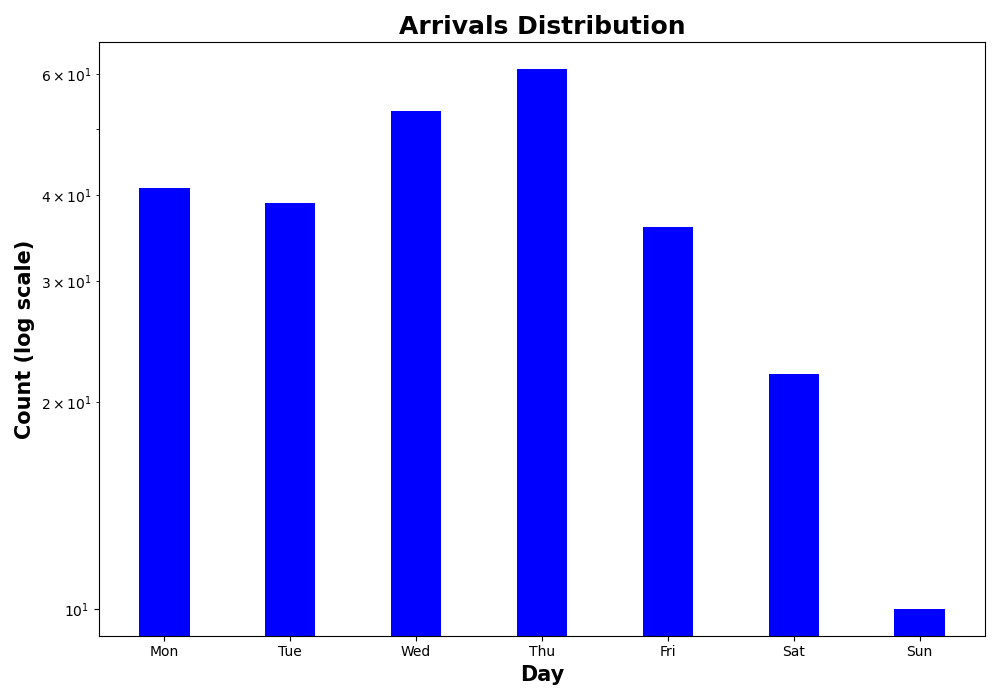 Arrivals Distribution
6 × 10¹
4 × 10¹
3 × 10¹
2 × 10¹
10¹
Count (log scale)
Mon Tue Wed Thu Fri Sat Sun
Day